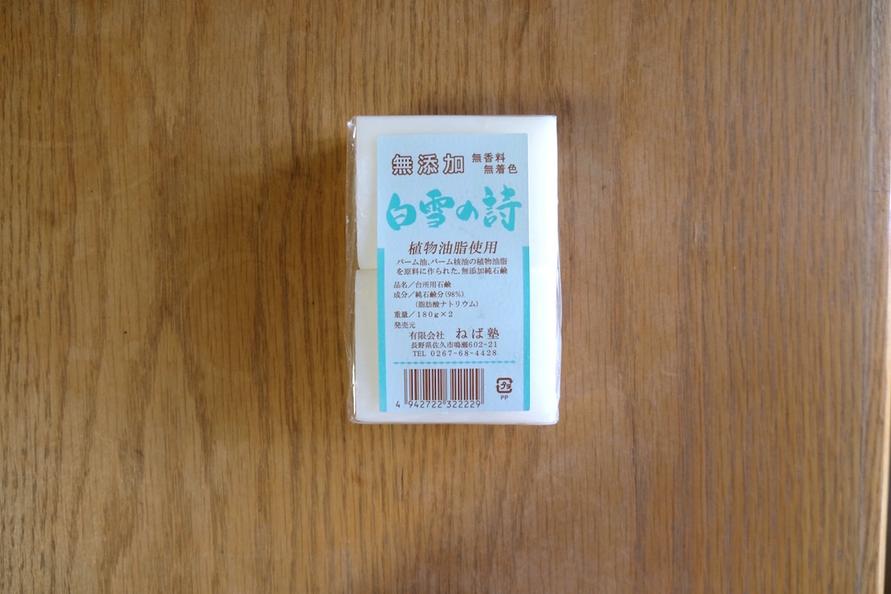 無添加 無香料
無着色
白雪の詩
植物油脂使用
パーム油、パーム核油の植物油脂
を原料に作られた、無添加純石鹸
品名／台所用石鹸
成分／純石鹸分(98%)
(脂肪酸ナトリウム)
重量／180g×2
発売元
有限会社 ねば塾
長野県佐久市鳴瀬602-21
TEL 0267-68-4428
4 942722 322229
プラ
PP